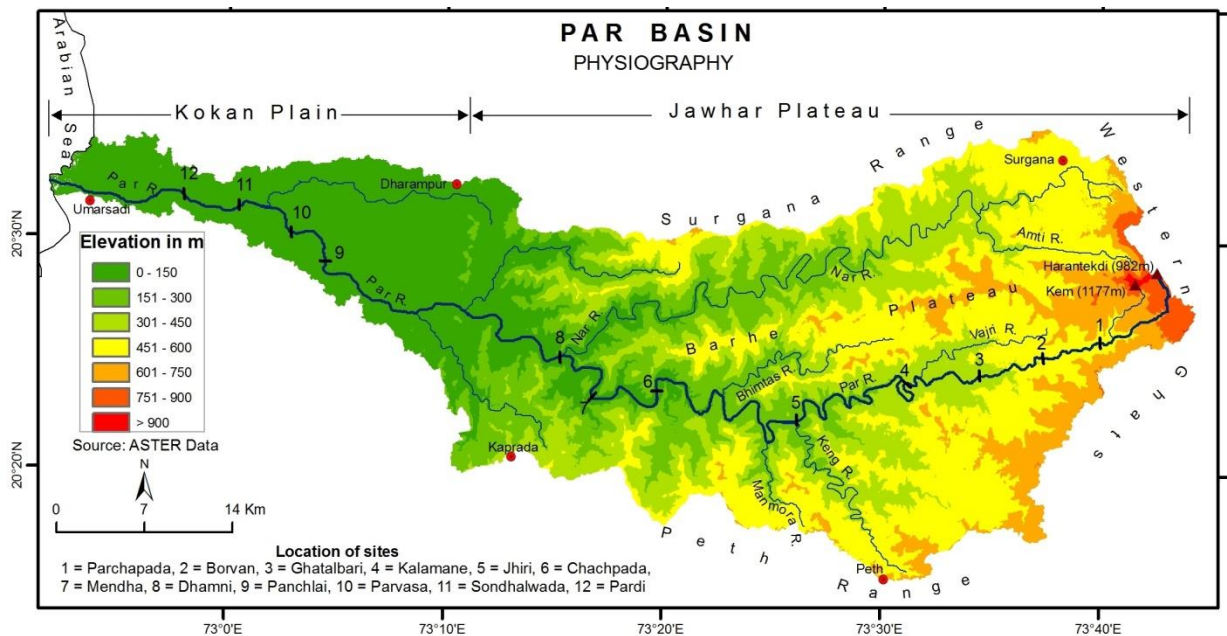 PAR BASIN
PHYSIOGRAPHY
Arabian Sea
Kokan Plain
Jawhar Plateau
Surgana Range
Western Ghats
Surgana
Dharampur
Umarsadi
Par R.
12
11
10
9
Par R.
Amti R.
Nar R.
Harantekdi (982m)
Kem (1177m)
Barhe Plateau
Nar R.
Vajri R.
8
1
2
3
4
Par R.
Bhimtas R.
6
5
Keng R.
Manmora R.
Kaprada
Peth
Peth Range
20°30'N
20°20'N
Elevation in m
0 - 150
151 - 300
301 - 450
451 - 600
601 - 750
751 - 900
> 900
Source: ASTER Data
N
0 7 14 Km
Location of sites
1 = Parchapada, 2 = Borvan, 3 = Ghatalbari, 4 = Kalamane, 5 = Jhiri, 6 = Chachpada,
7 = Mendha, 8 = Dhamni, 9 = Panchlai, 10 = Parvasa, 11 = Sondhalwada, 12 = Pardi
73°0'E
73°10'E
73°20'E
73°30'E
73°40'E